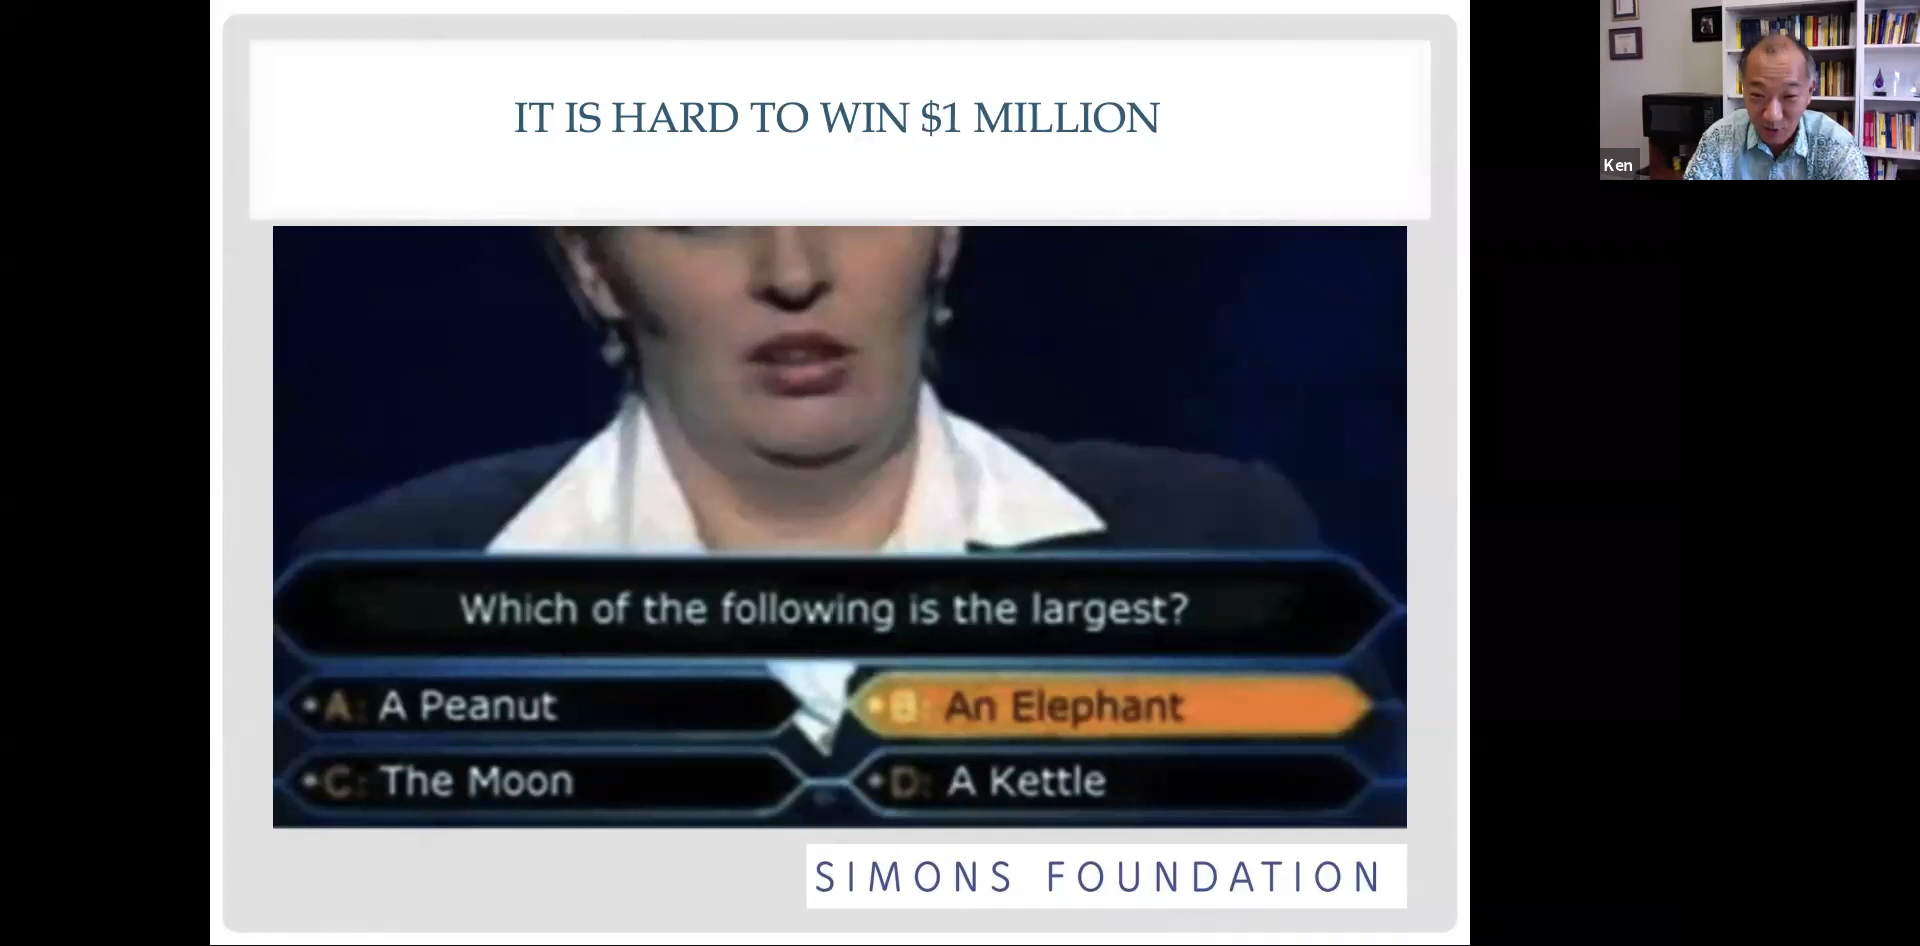 IT IS HARD TO WIN $1 MILLION
Ken
Which of the following is the largest?
A: A Peanut
B: An Elephant
C: The Moon
D: A Kettle
SIMONS FOUNDATION